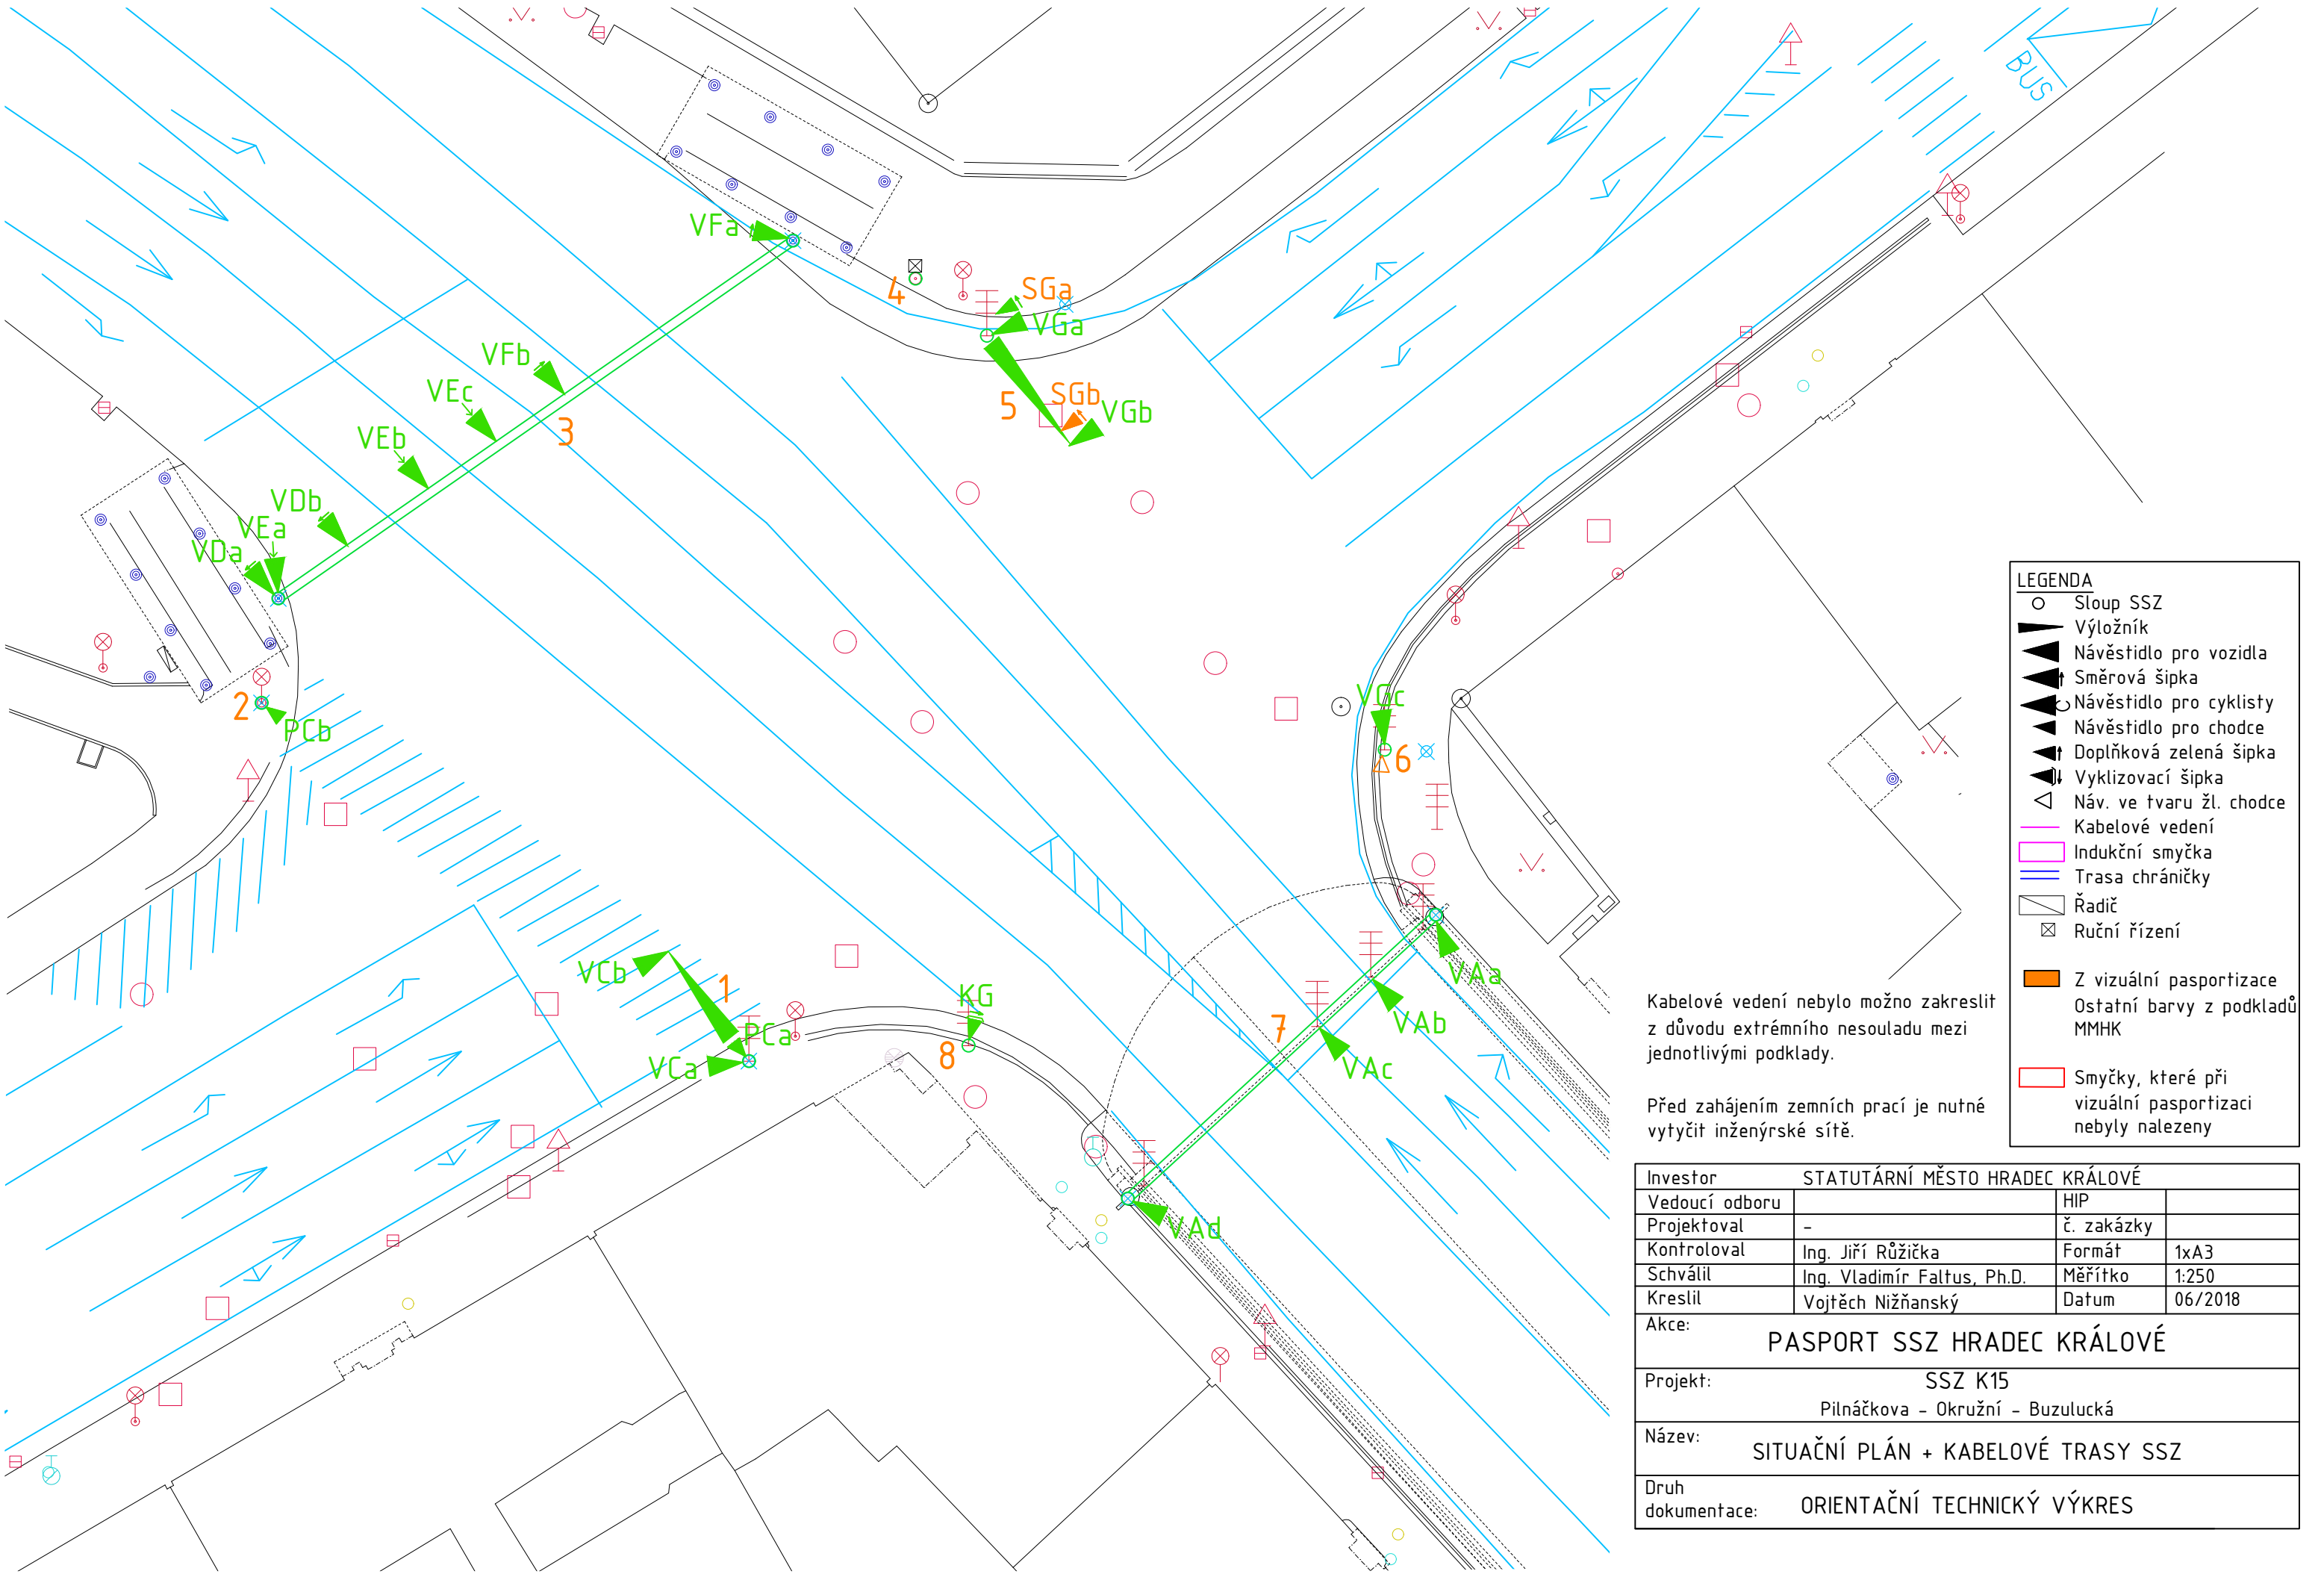 BUS
VFa
4
SGa
VGa
VFb
VEc
3
VEb
5
SGb
VGb
VDb
VEa
VDa
2
PCb
VGc
6
VCb
1
PCa
VCa
KG
8
7
VAa
VAb
VAc
VAd
LEGENDA
Sloup SSZ
Výložník
Návěstidlo pro vozidla
Směrová šipka
Návěstidlo pro cyklisty
Návěstidlo pro chodce
Doplňková zelená šipka
Vyklizovací šipka
Náv. ve tvaru žl. chodce
Kabelové vedení
Indukční smyčka
Trasa chráničky
Řadič
Ruční řízení
Z vizuální pasportizace
Ostatní barvy z podkladů
MMHK
Smyčky, které při
vizuální pasportizaci
nebyly nalezeny
Kabelové vedení nebylo možno zakreslit
z důvodu extrémního nesouladu mezi
jednotlivými podklady.
Před zahájením zemních prací je nutné
vytyčit inženýrské sítě.
Investor STATUTÁRNÍ MĚSTO HRADEC KRÁLOVÉ
Vedoucí odboru HIP
Projektoval - č. zakázky
Kontroloval Ing. Jiří Růžička Formát 1xA3
Schválil Ing. Vladimír Faltus, Ph.D. Měřítko 1:250
Kreslil Vojtěch Nižňanský Datum 06/2018
Akce:
PASPORT SSZ HRADEC KRÁLOVÉ
Projekt: SSZ K15
Pilnáčkova - Okružní - Buzulucká
Název:
SITUAČNÍ PLÁN + KABELOVÉ TRASY SSZ
Druh
dokumentace: ORIENTAČNÍ TECHNICKÝ VÝKRES